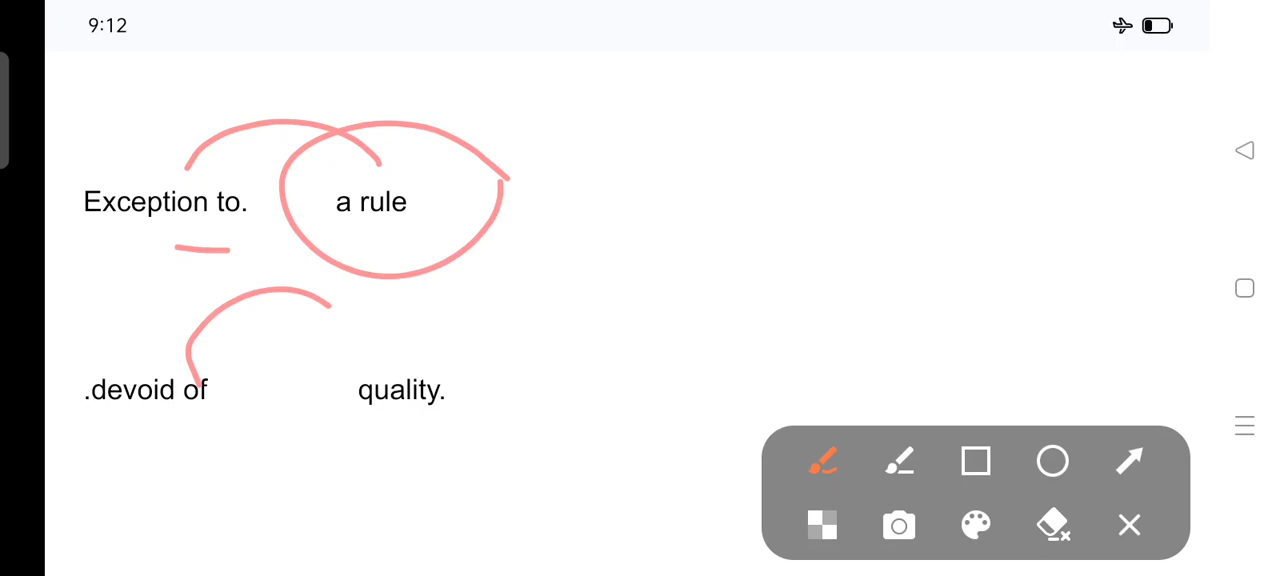 9:12
Exception to. a rule
.devoid of quality.